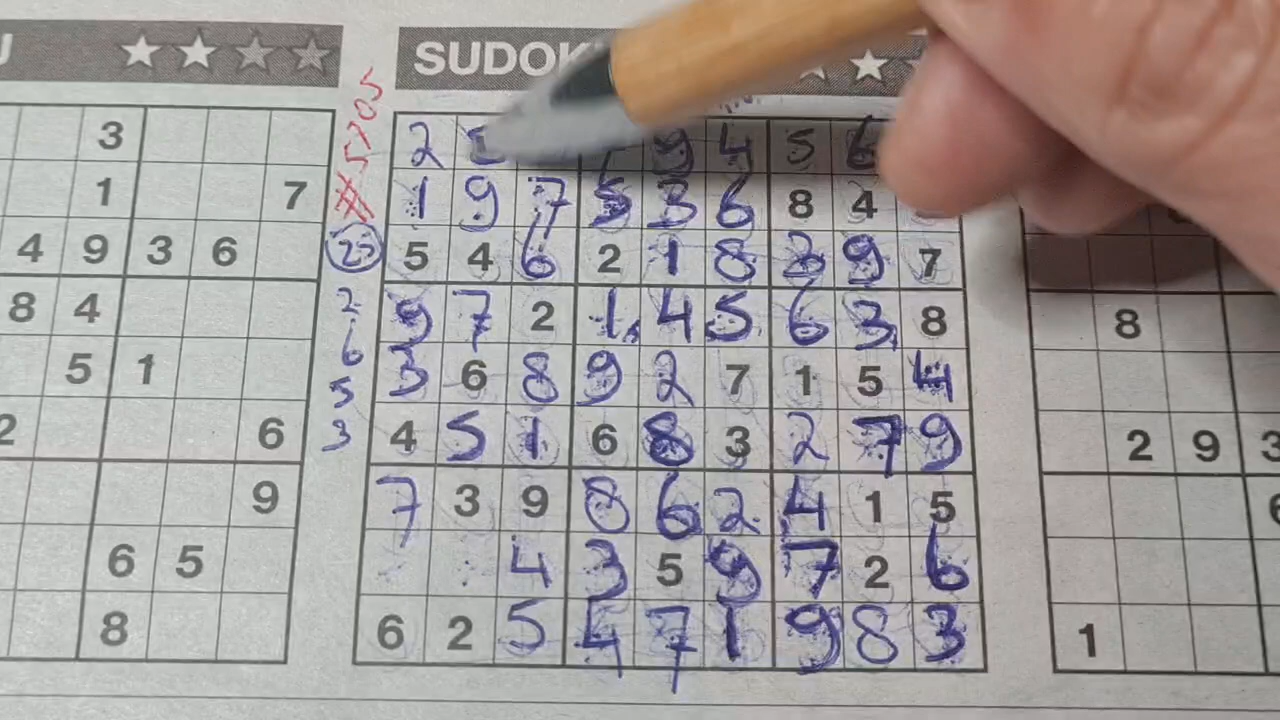 SUDOK
#5705
3
1 7
4 9 3 6
8 4
5 1
2 6
9
6 5
8
25
2
6
5
3
2 9 4 5 6
1 9 7 5 3 6 8 4
5 4 6 2 1 8 3 9 7
9 7 2 1 4 5 6 3 8
3 6 8 9 2 7 1 5 4
4 5 1 6 8 3 2 7 9
7 3 9 8 6 2 4 1 5
4 3 5 9 7 2 6
6 2 5 4 7 1 9 8 3
8
2 9 3
6
1